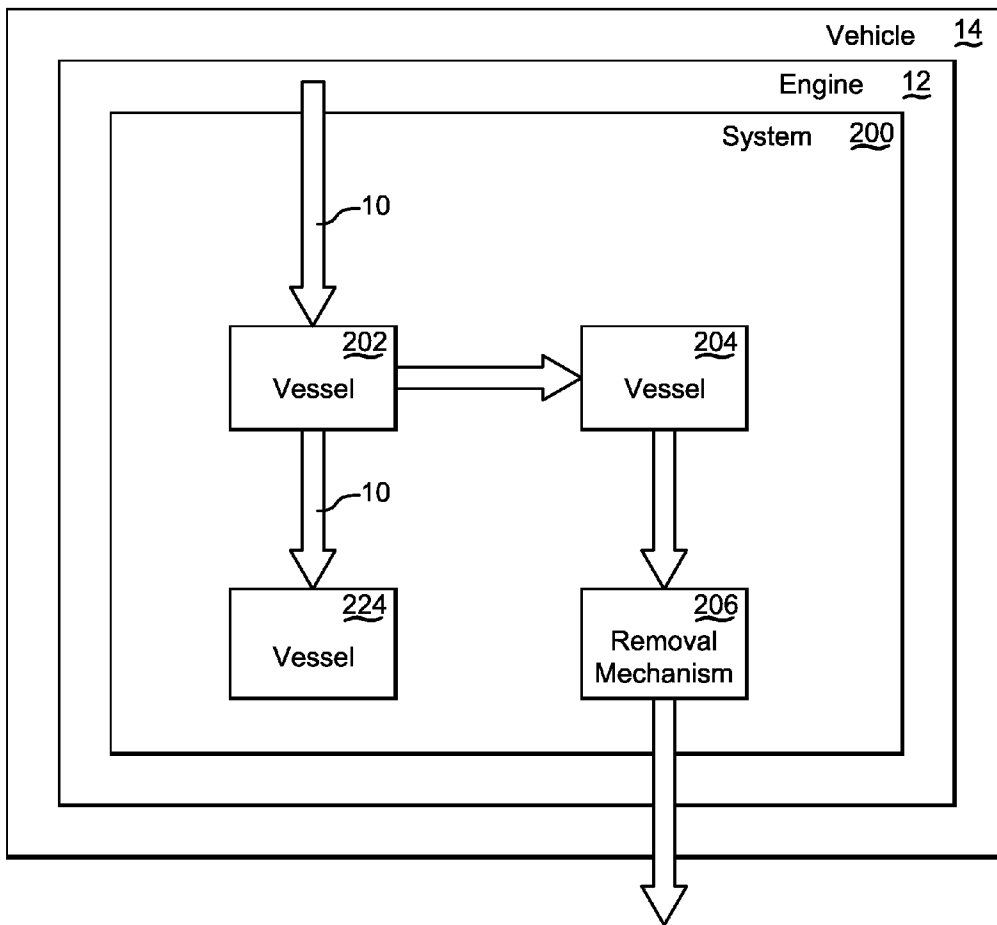 Vehicle 14
Engine 12
System 200
10
202
Vessel
204
Vessel
10
224
Vessel
206
Removal
Mechanism